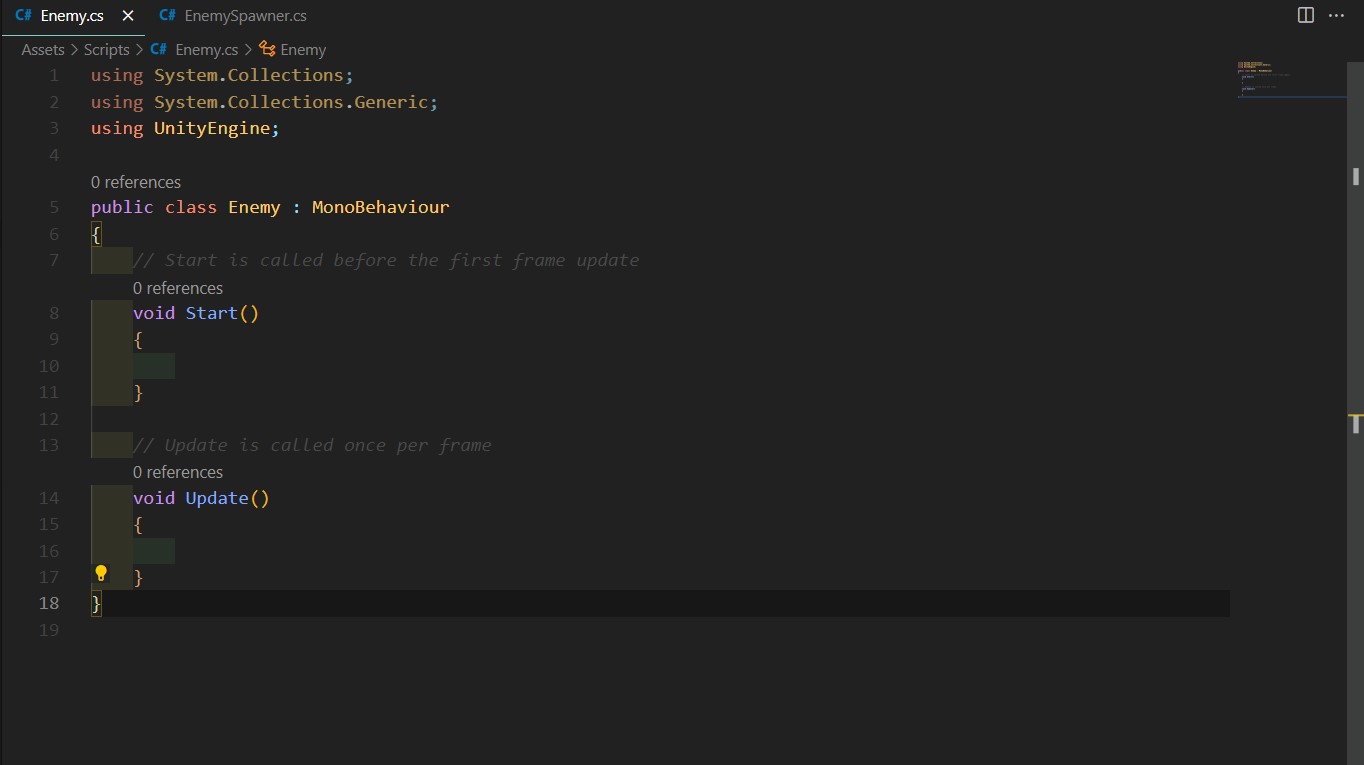 C# Enemy.cs × C# EnemySpawner.cs
Assets > Scripts > C# Enemy.cs > Enemy
1 using System.Collections;
2 using System.Collections.Generic;
3 using UnityEngine;
4
0 references
5 public class Enemy : MonoBehaviour
6 {
7 // Start is called before the first frame update
0 references
8 void Start()
9 {
10
11 }
12
13 // Update is called once per frame
0 references
14 void Update()
15 {
16
17 }
18 }
19